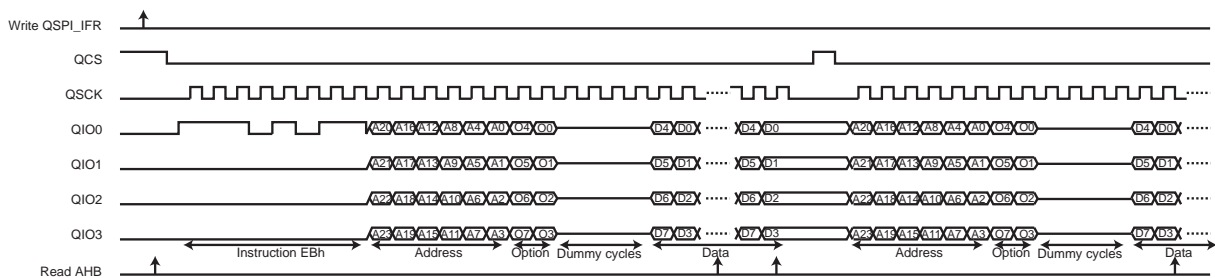 Write QSPI_IFR
QCS
QSCK
QIO0 A20 A16 A12 A8 A4 A0 O4 O0 D4 D0 D4 D0 A20 A16 A12 A8 A4 A0 O4 O0 D4 D0
QIO1 A21 A17 A13 A9 A5 A1 O5 O1 D5 D1 D5 D1 A21 A17 A13 A9 A5 A1 O5 O1 D5 D1
QIO2 A22 A18 A14 A10 A6 A2 O6 O2 D6 D2 D6 D2 A22 A18 A14 A10 A6 A2 O6 O2 D6 D2
QIO3 A23 A19 A15 A11 A7 A3 O7 O3 D7 D3 D7 D3 A23 A19 A15 A11 A7 A3 O7 O3 D7 D3
Instruction EBh Address Option Dummy cycles Data Address Option Dummy cycles Data
Read AHB